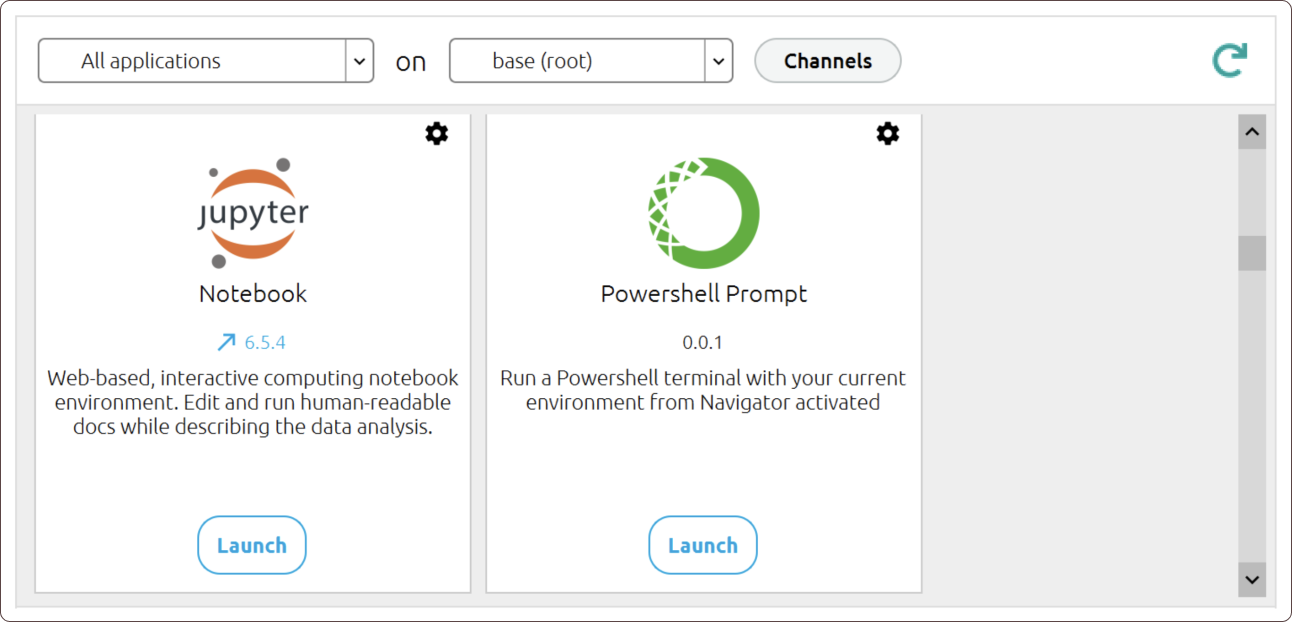 All applications on base (root) Channels
jupyter
Notebook
6.5.4
Web-based, interactive computing notebook
environment. Edit and run human-readable
docs while describing the data analysis.
Launch
Powershell Prompt
0.0.1
Run a Powershell terminal with your current
environment from Navigator activated
Launch